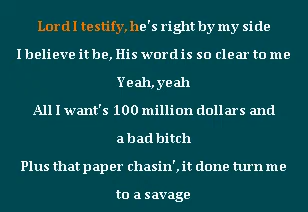 Lord I testify, he's right by my side
I believe it be, His word is so clear to me
Yeah, yeah
All I want's 100 million dollars and
a bad bitch
Plus that paper chasin', it done turn me
to a savage